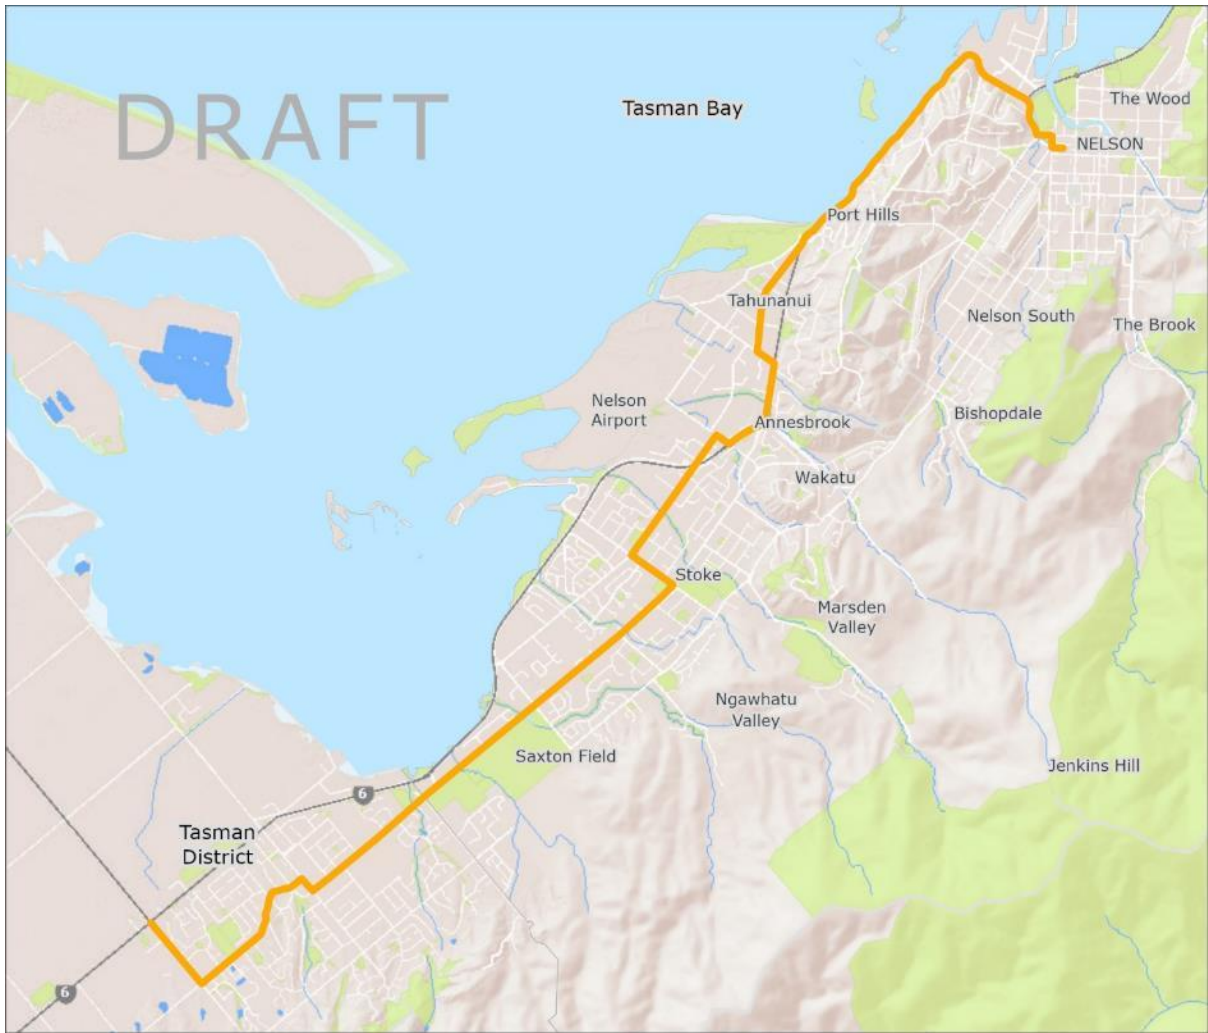 DRAFT
Tasman Bay
The Wood
NELSON
Port Hills
Tahunanui
Nelson South
The Brook
Nelson
Airport
Annesbrook
Bishopdale
Wakatu
Stoke
Marsden
Valley
Ngawhatu
Valley
Saxton Field
Jenkins Hill
6
Tasman
District
6